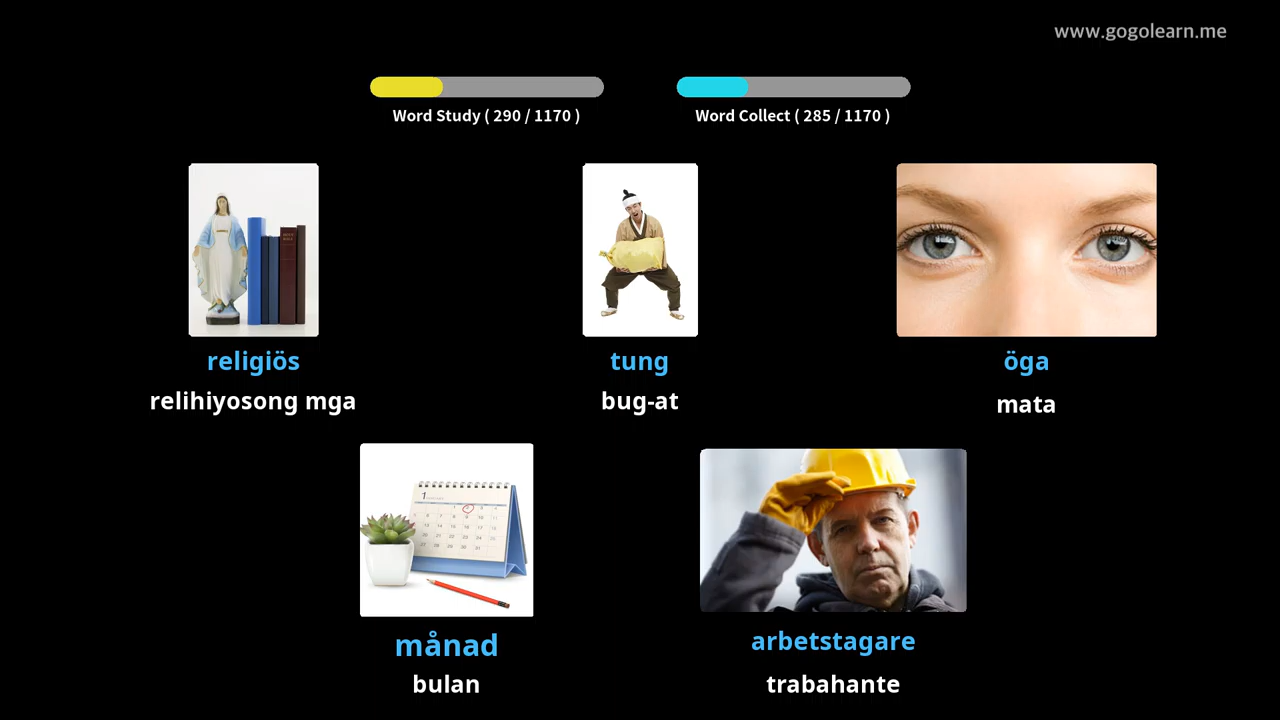 www.gogolearn.me
Word Study ( 290 / 1170 )
Word Collect ( 285 / 1170 )
religiös
relihiyosong mga
tung
bug-at
öga
mata
månad
bulan
arbetstagare
trabahante